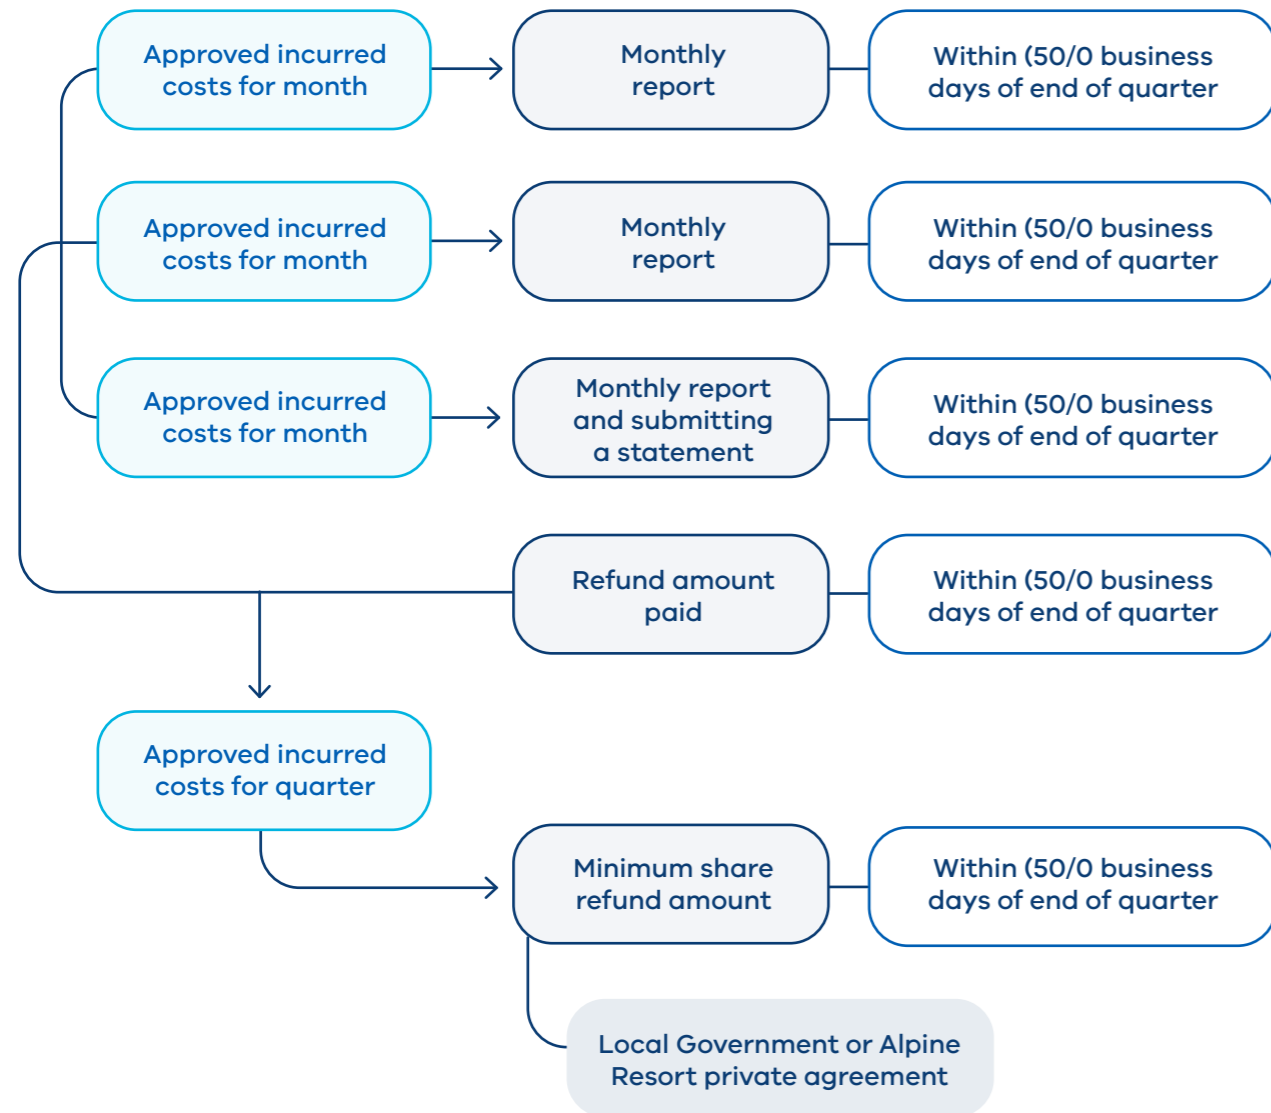 Approved incurred
costs for month
Monthly
report
Within (50/0 business
days of end of quarter
Approved incurred
costs for month
Monthly
report
Within (50/0 business
days of end of quarter
Approved incurred
costs for month
Monthly report
and submitting
a statement
Within (50/0 business
days of end of quarter
Refund amount
paid
Within (50/0 business
days of end of quarter
Approved incurred
costs for quarter
Minimum share
refund amount
Within (50/0 business
days of end of quarter
Local Government or Alpine
Resort private agreement